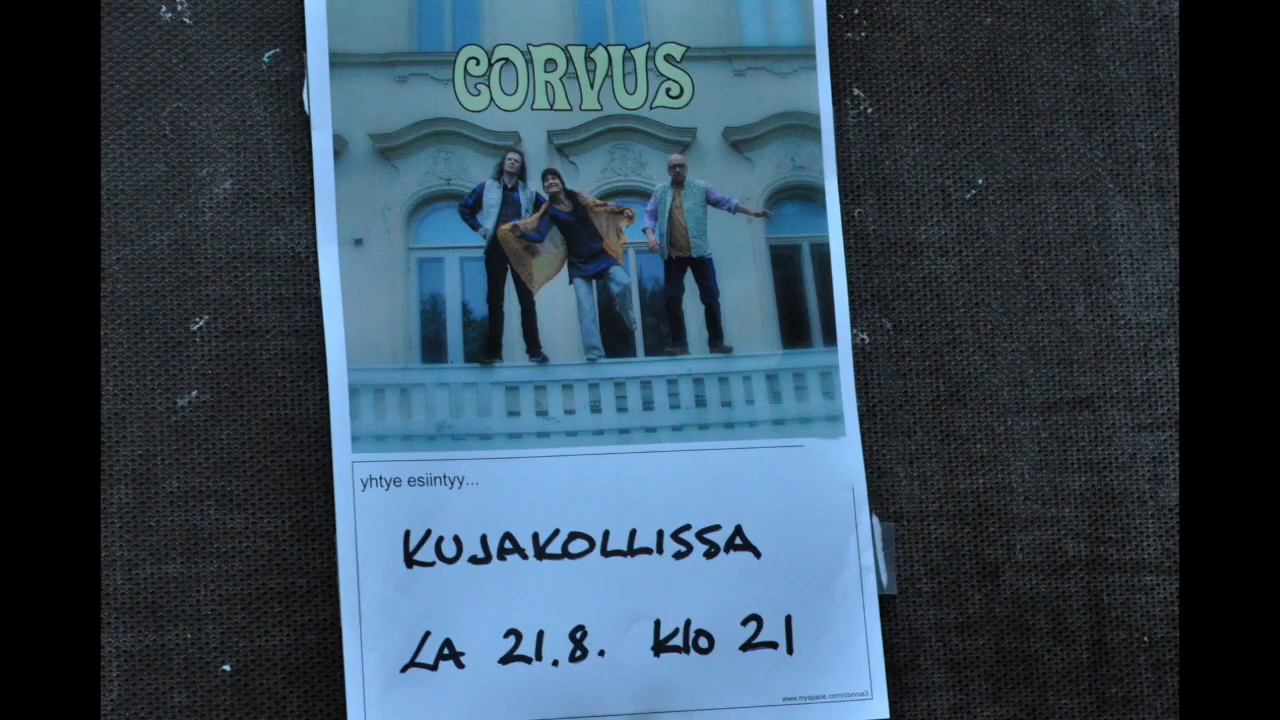 CORVUS
yhtye esiintyy...
KUJAKOLLISSA
LA 21.8. klo 21
www.myspace.com/corvus3